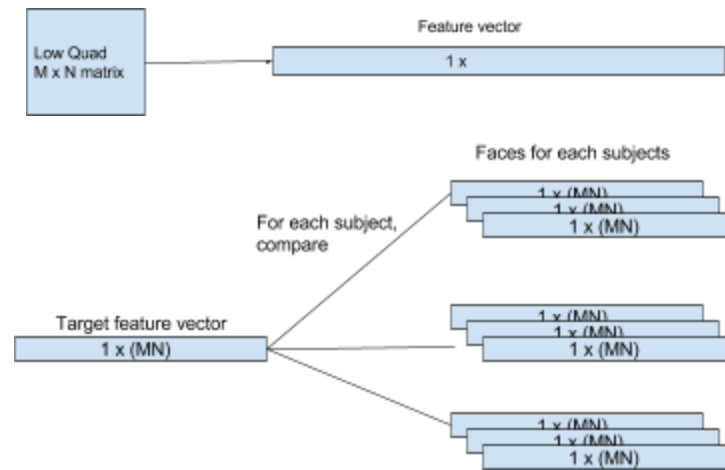 Feature vector
Low Quad
M x N matrix
1 x
Faces for each subjects
1 x (MN)
1 x (MN)
1 x (MN)
For each subject,
compare
Target feature vector
1 x (MN)
1 x (MN)
1 x (MN)
1 x (MN)
1 x (MN)
1 x (MN)
1 x (MN)